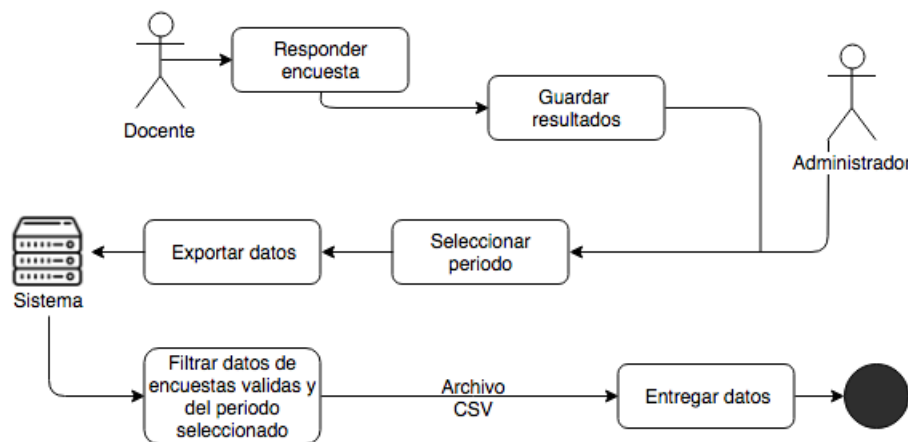 Responder
encuesta
Docente
Guardar
resultados
Administrador
Sistema
Exportar datos
Seleccionar
periodo
Filtrar datos de
encuestas validas y
del periodo
seleccionado
Archivo
CSV
Entregar datos